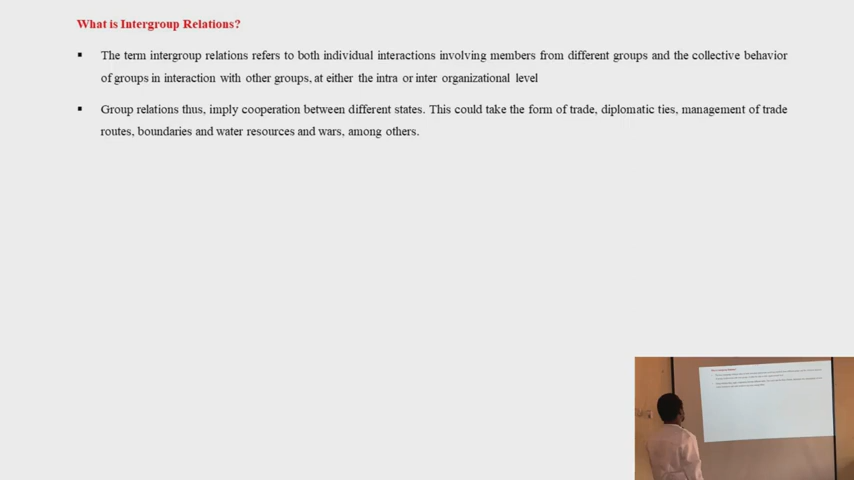 What is Intergroup Relations?
▪ The term intergroup relations refers to both individual interactions involving members from different groups and the collective behavior
of groups in interaction with other groups, at either the intra or inter organizational level
▪ Group relations thus, imply cooperation between different states. This could take the form of trade, diplomatic ties, management of trade
routes, boundaries and water resources and wars, among others.